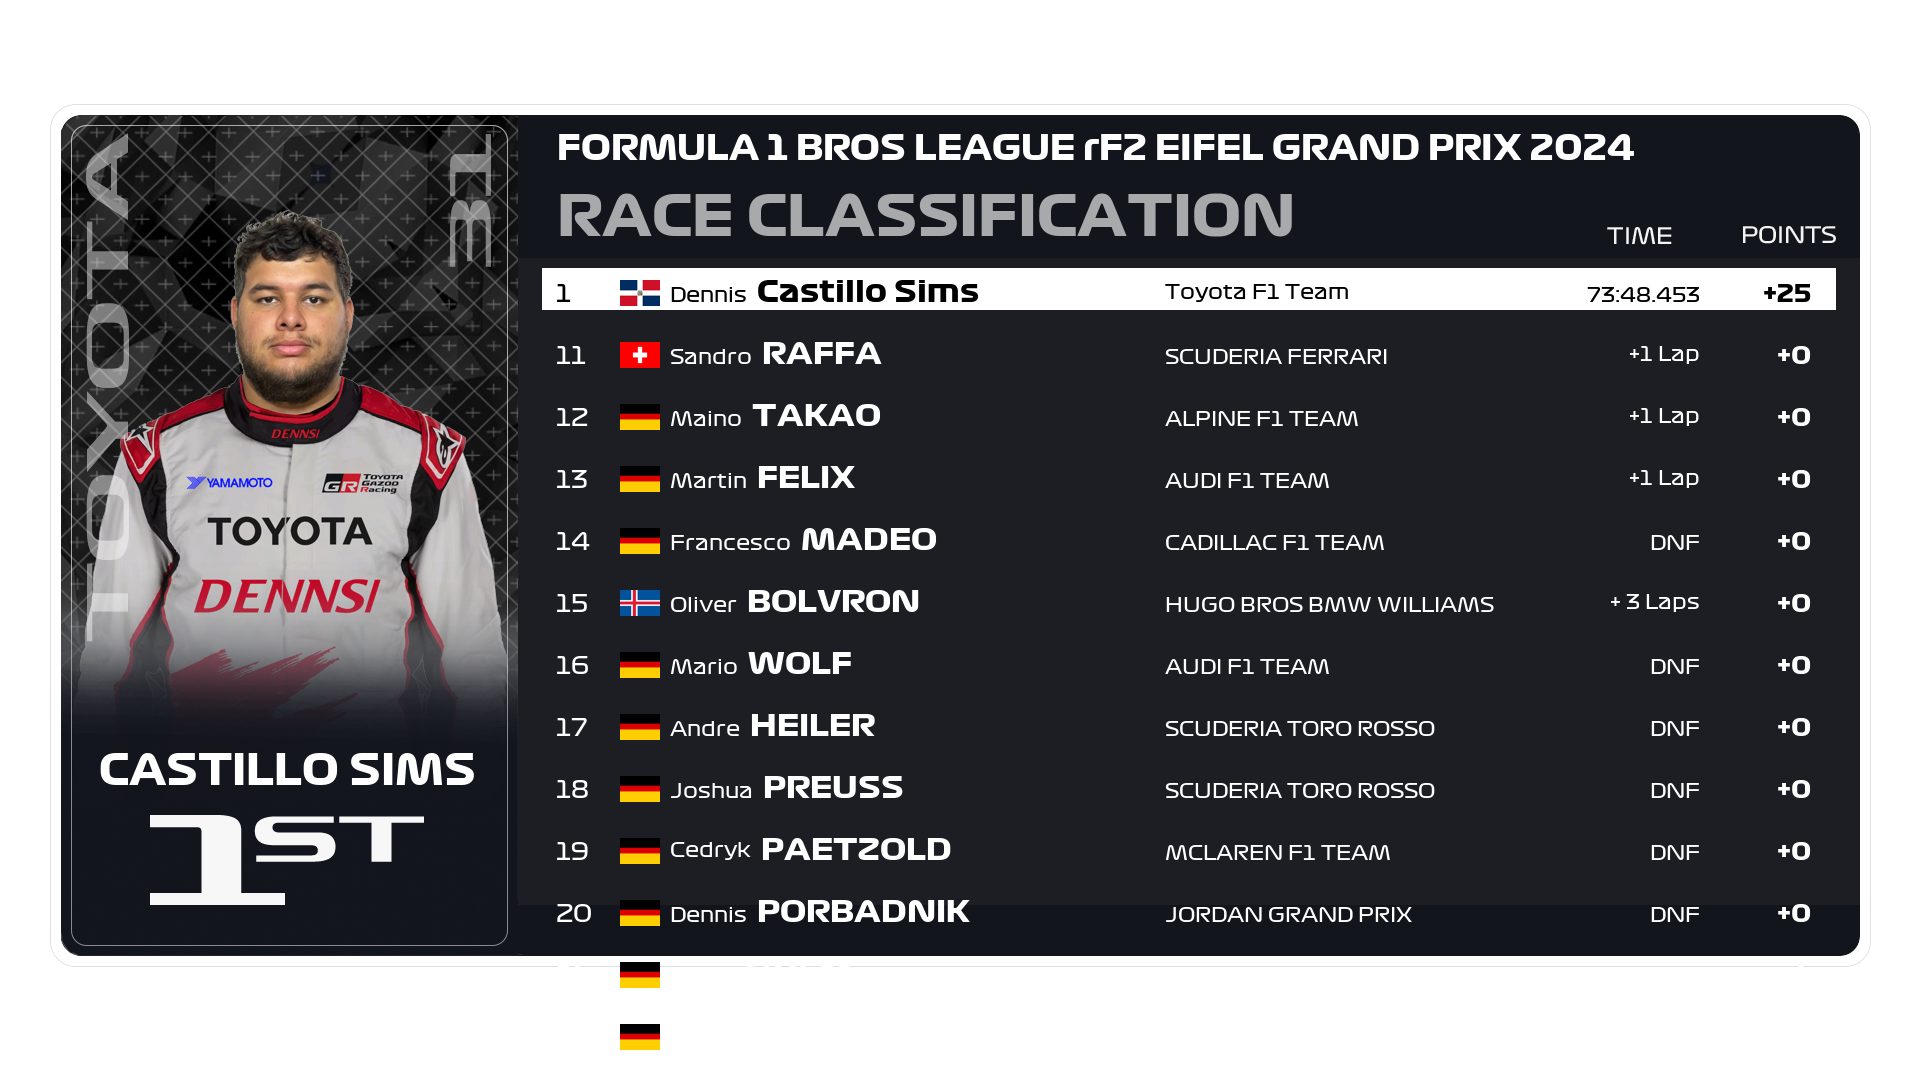 TOYOTA
31
DENNSI
YAMAMOTO
GR TOYOTA GAZOO Racing
TOYOTA
DENNSI
CASTILLO SIMS
1ST
FORMULA 1 BROS LEAGUE rF2 EIFEL GRAND PRIX 2024
RACE CLASSIFICATION
TIME POINTS
1 Dennis Castillo Sims Toyota F1 Team 73:48.453 +25
11 Sandro RAFFA SCUDERIA FERRARI +1 Lap +0
12 Maino TAKAO ALPINE F1 TEAM +1 Lap +0
13 Martin FELIX AUDI F1 TEAM +1 Lap +0
14 Francesco MADEO CADILLAC F1 TEAM DNF +0
15 Oliver BOLVRON HUGO BROS BMW WILLIAMS + 3 Laps +0
16 Mario WOLF AUDI F1 TEAM DNF +0
17 Andre HEILER SCUDERIA TORO ROSSO DNF +0
18 Joshua PREUSS SCUDERIA TORO ROSSO DNF +0
19 Cedryk PAETZOLD MCLAREN F1 TEAM DNF +0
20 Dennis PORBADNIK JORDAN GRAND PRIX DNF +0